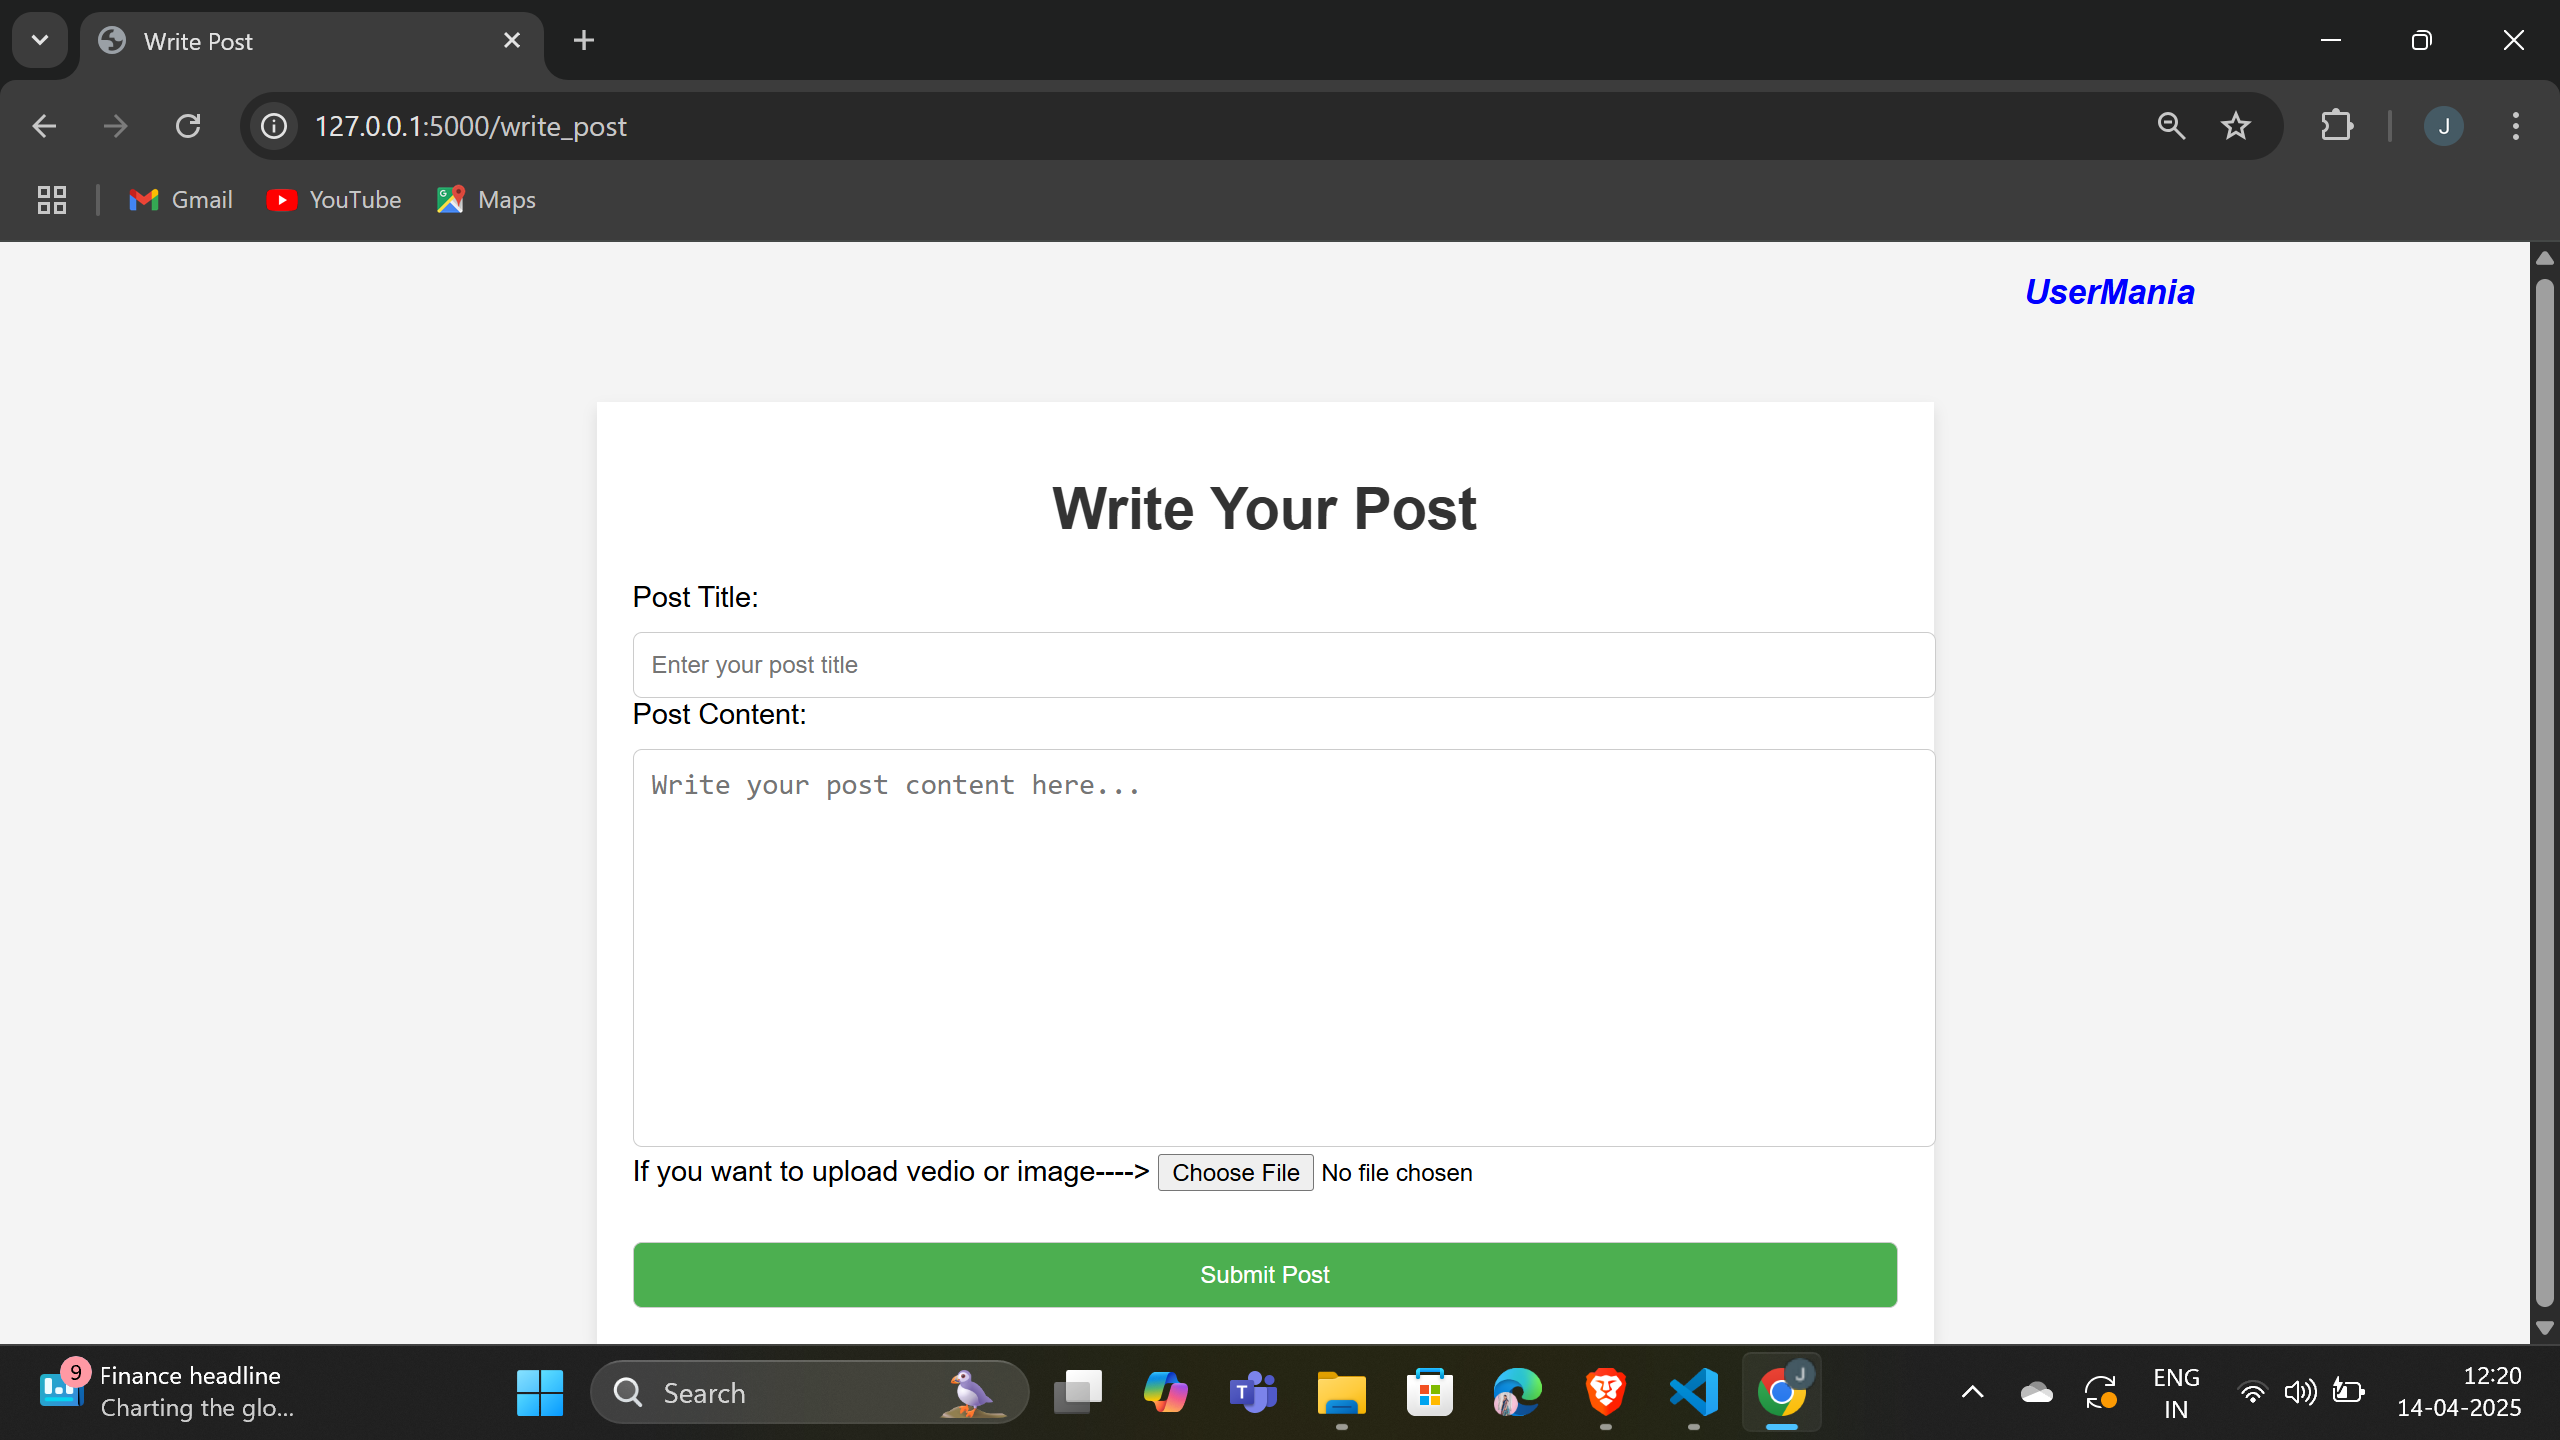 Write Post
127.0.0.1:5000/write_post
J
Gmail
YouTube
Maps
UserMania
Write Your Post
Post Title:
Enter your post title
Post Content:
Write your post content here...
If you want to upload vedio or image----> Choose File No file chosen
Submit Post
9
Finance headline
Charting the glo...
Search
J
ENG
IN
12:20
14-04-2025